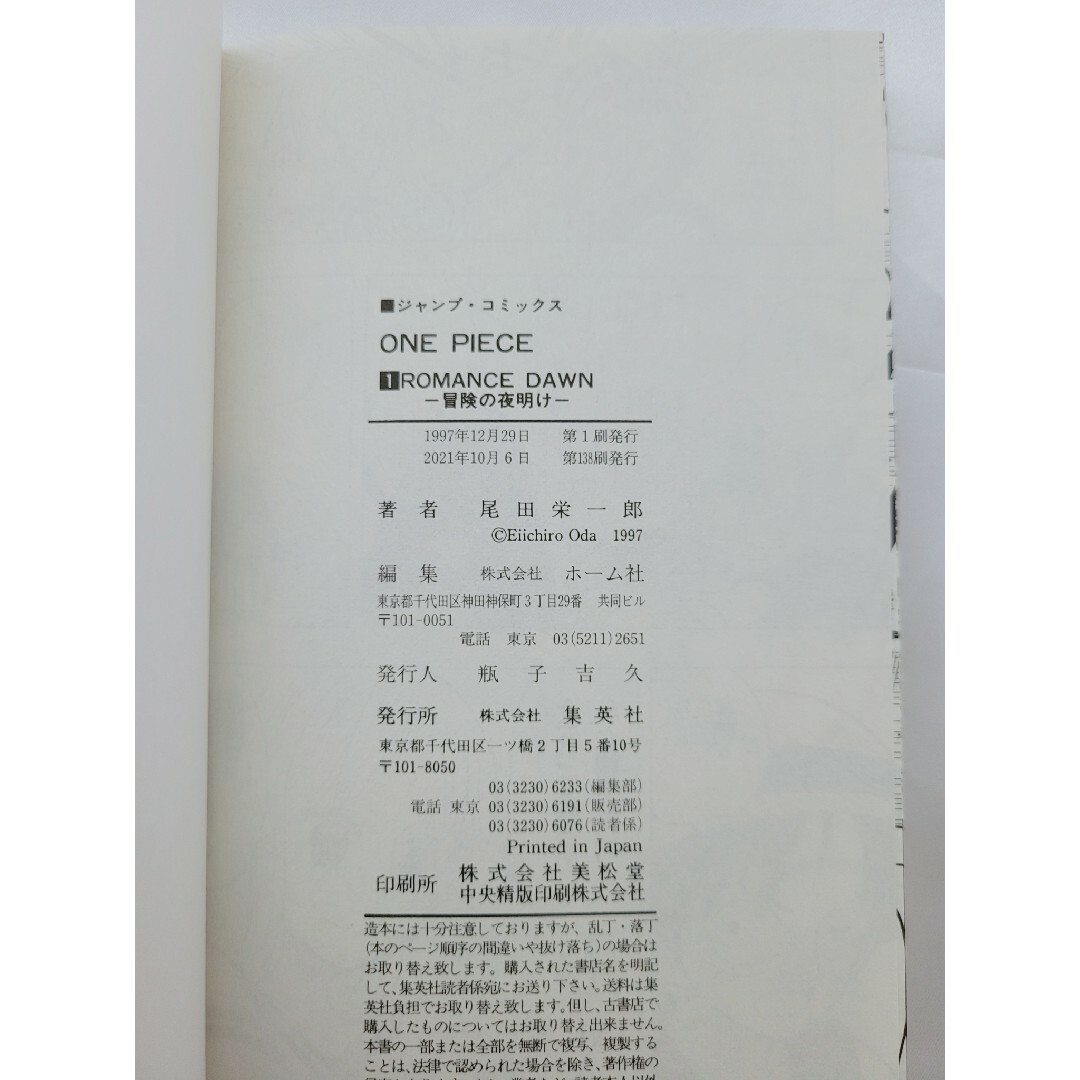 ■ジャンプ・コミックス
ONE PIECE
1 ROMANCE DAWN
—冒険の夜明け—
1997年12月29日 第1刷発行
2021年10月6日 第138刷発行
著者 尾田栄一郎
©Eiichiro Oda 1997
編集 株式会社 ホーム社
東京都千代田区神田神保町3丁目29番 共同ビル
〒101-0051
電話 東京 03(5211)2651
発行人 瓶子吉久
発行所 株式会社 集英社
東京都千代田区一ツ橋2丁目5番10号
〒101-8050
03(3230)6233(編集部)
電話 東京 03(3230)6191(販売部)
03(3230)6076(読者係)
Printed in Japan
印刷所 株式会社美松堂
中央精版印刷株式会社
造本には十分注意しておりますが、乱丁・落丁
(本のページ順序の間違いや抜け落ち)の場合は
お取り替え致します。購入された書店名を明記
して、集英社読者係宛にお送り下さい。送料は集
英社負担でお取り替え致します。但し、古書店で
購入したものについてはお取り替え出来ません。
本書の一部または全部を無断で複写、複製する
ことは、法律で認められた場合を除き、著作権の